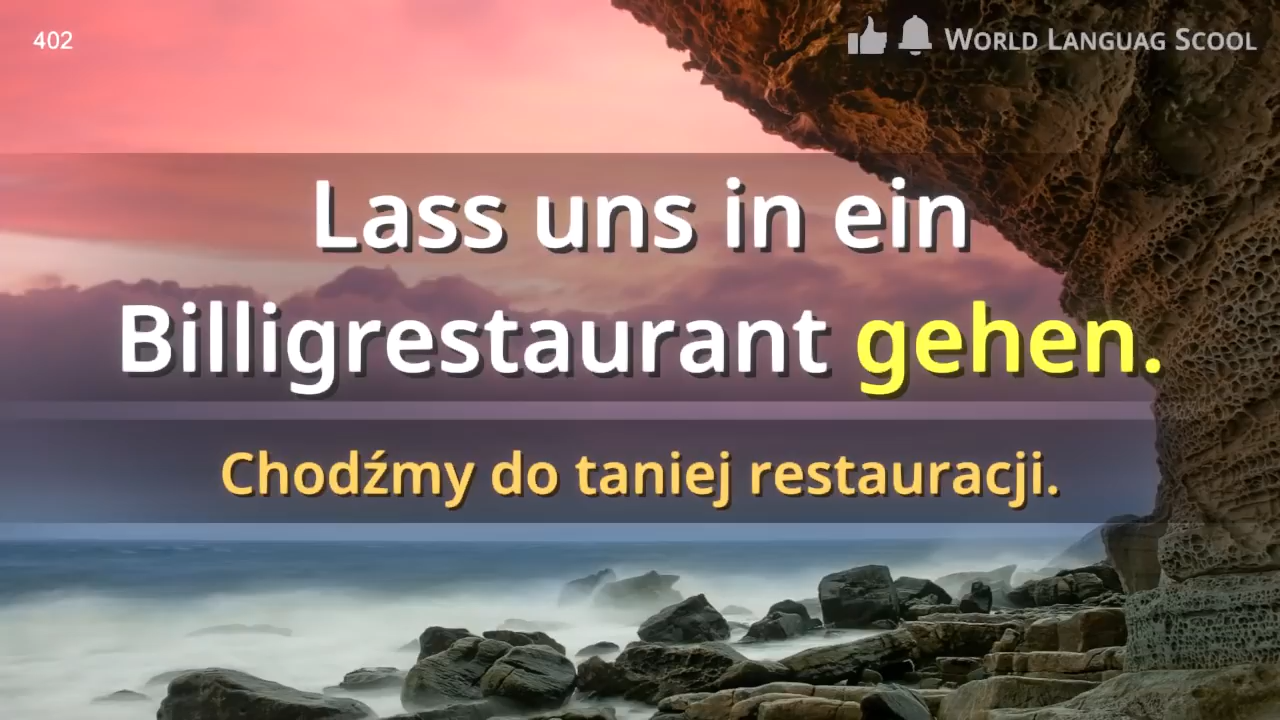 402
WORLD LANGUAG SCOOL
Lass uns in ein
Billigrestaurant gehen.
Chodźmy do taniej restauracji.